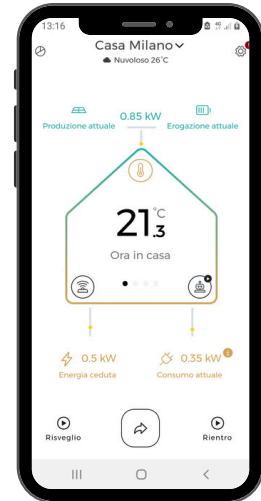 13:16
Casa Milano
Nuvoloso 26°C
0.85 kW
Produzione attuale
Erogazione attuale
21.3 °C
Ora in casa
0.5 kW
Energia ceduta
0.35 kW
Consumo attuale
Risveglio
Rientro